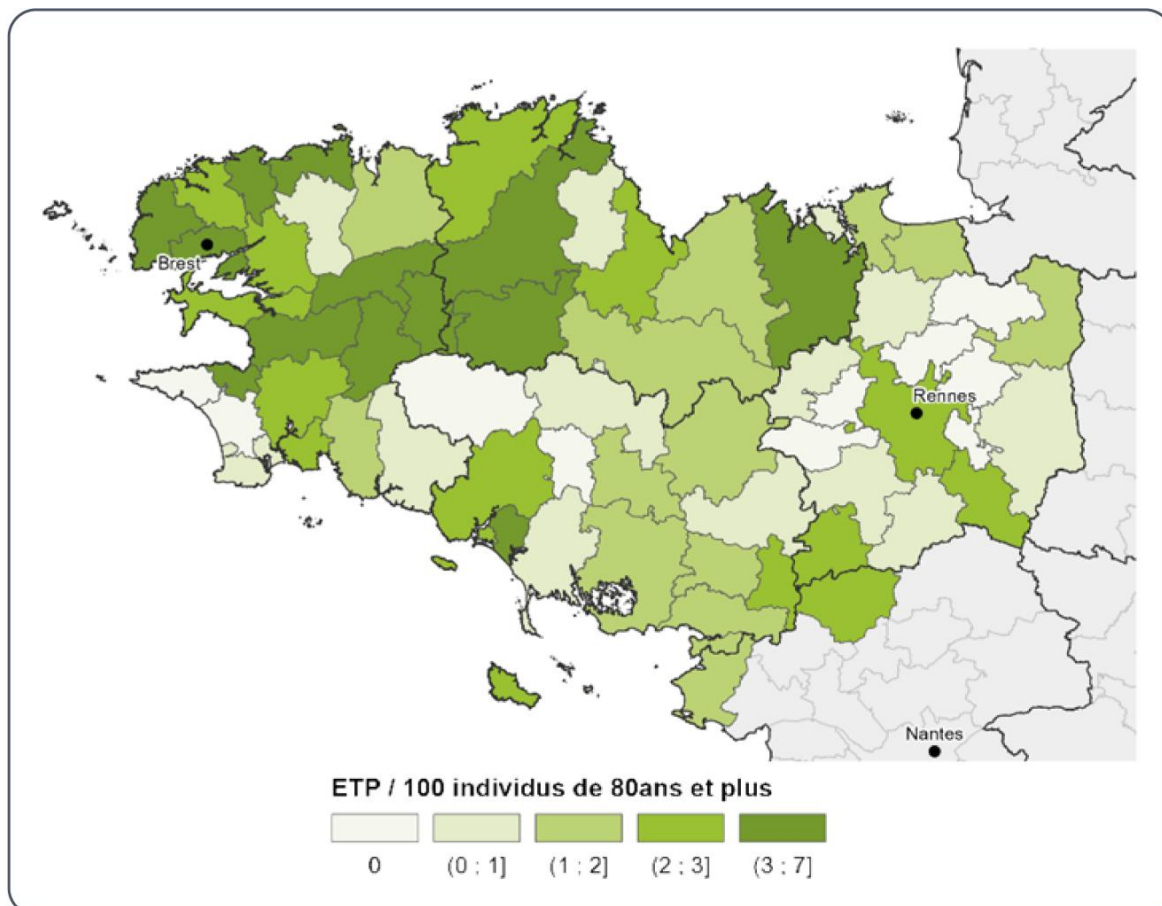 Brest
Rennes
Nantes
ETP / 100 individus de 80ans et plus
0
(0 ; 1]
(1 ; 2]
(2 ; 3]
(3 ; 7]